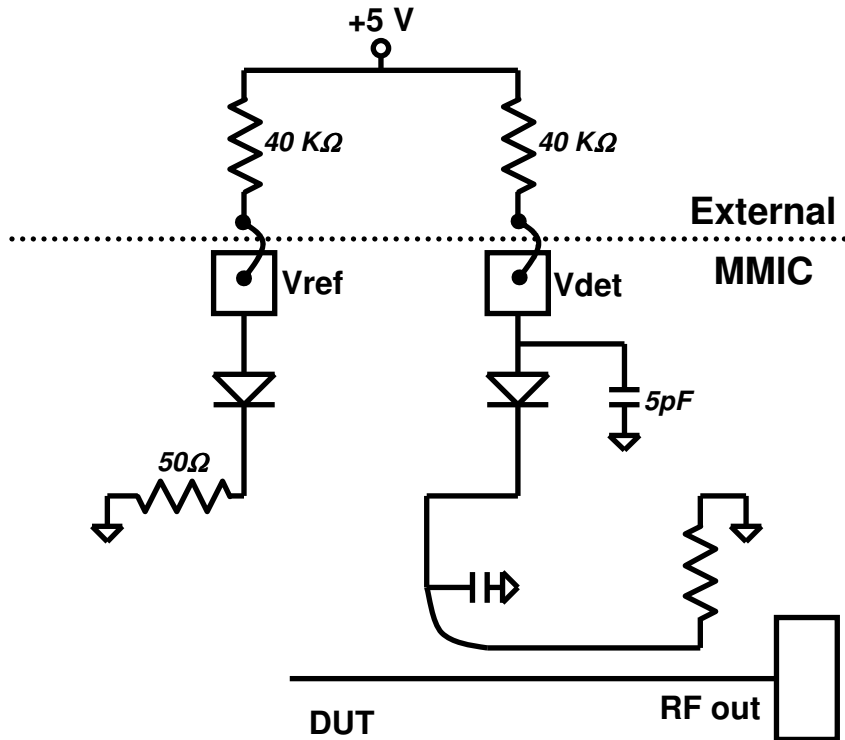 +5 V
40 KΩ
40 KΩ
External
MMIC
Vref
Vdet
5pF
50Ω
RF out
DUT